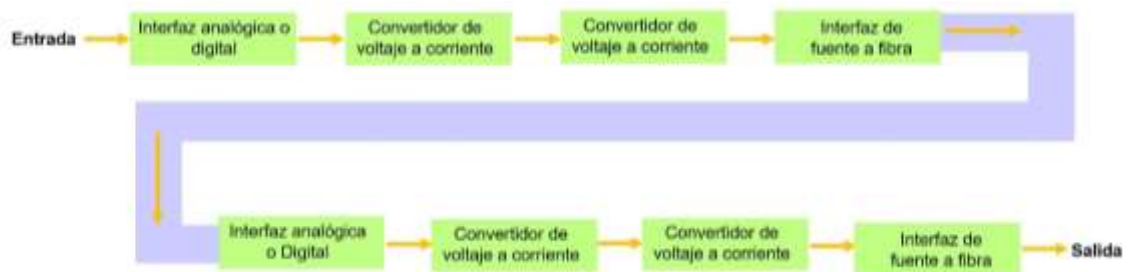 Entrada
Interfaz analógica o
digital
Convertidor de
voltaje a corriente
Convertidor de
voltaje a corriente
Interfaz de
fuente a fibra
Interfaz analógica
o Digital
Convertidor de
voltaje a corriente
Convertidor de
voltaje a corriente
Interfaz de
fuente a fibra
Salida